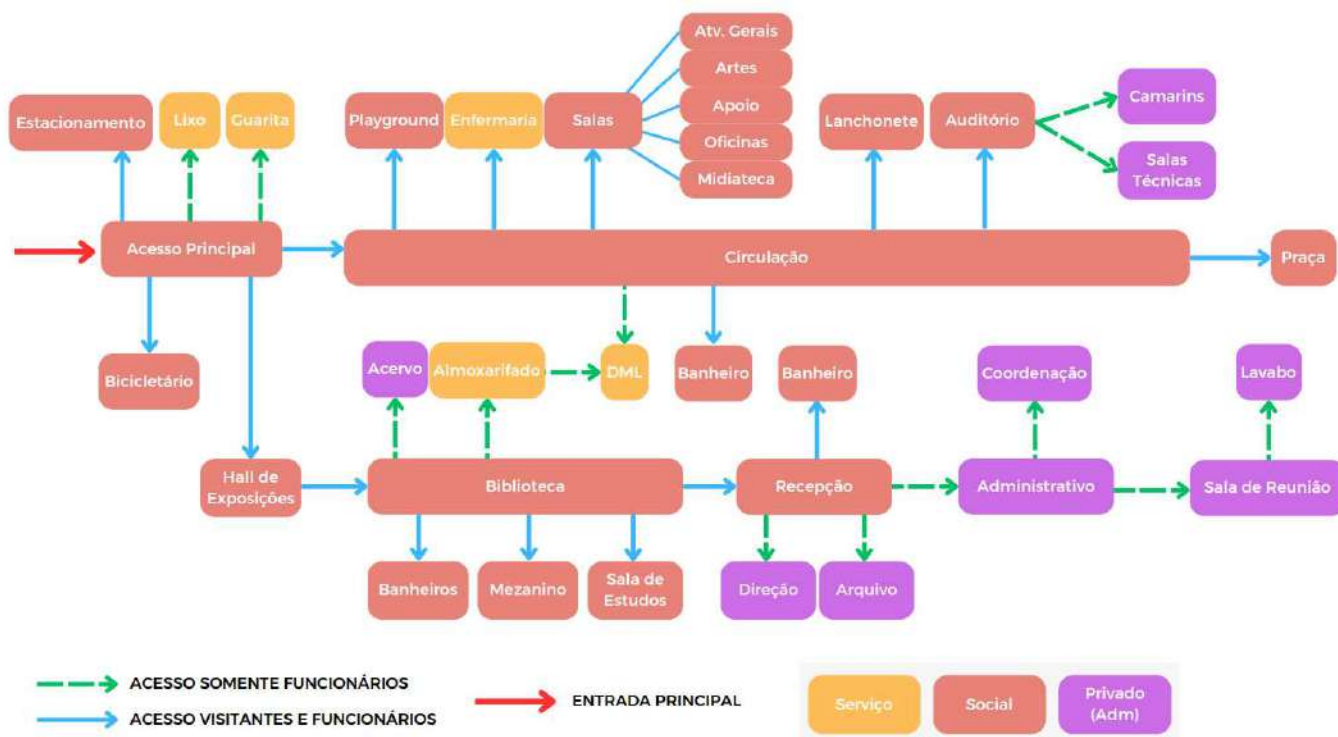 Atv. Gerais
Artes
Apoio
Oficinas
Midiateca
Estacionamento
Lixo
Guarita
Playground
Enfermaria
Salas
Lanchonete
Auditório
Camarins
Salas
Técnicas
Acesso Principal
Circulação
Praça
Bicicletário
Acervo
Almoxarifado
DML
Banheiro
Banheiro
Coordenação
Lavabo
Hall de
Exposições
Biblioteca
Recepção
Administrativo
Sala de Reunião
Banheiros
Mezanino
Sala de
Estudos
Direção
Arquivo
ACESSO SOMENTE FUNCIONÁRIOS
ACESSO VISITANTES E FUNCIONÁRIOS
ENTRADA PRINCIPAL
Serviço
Social
Privado
(Adm)